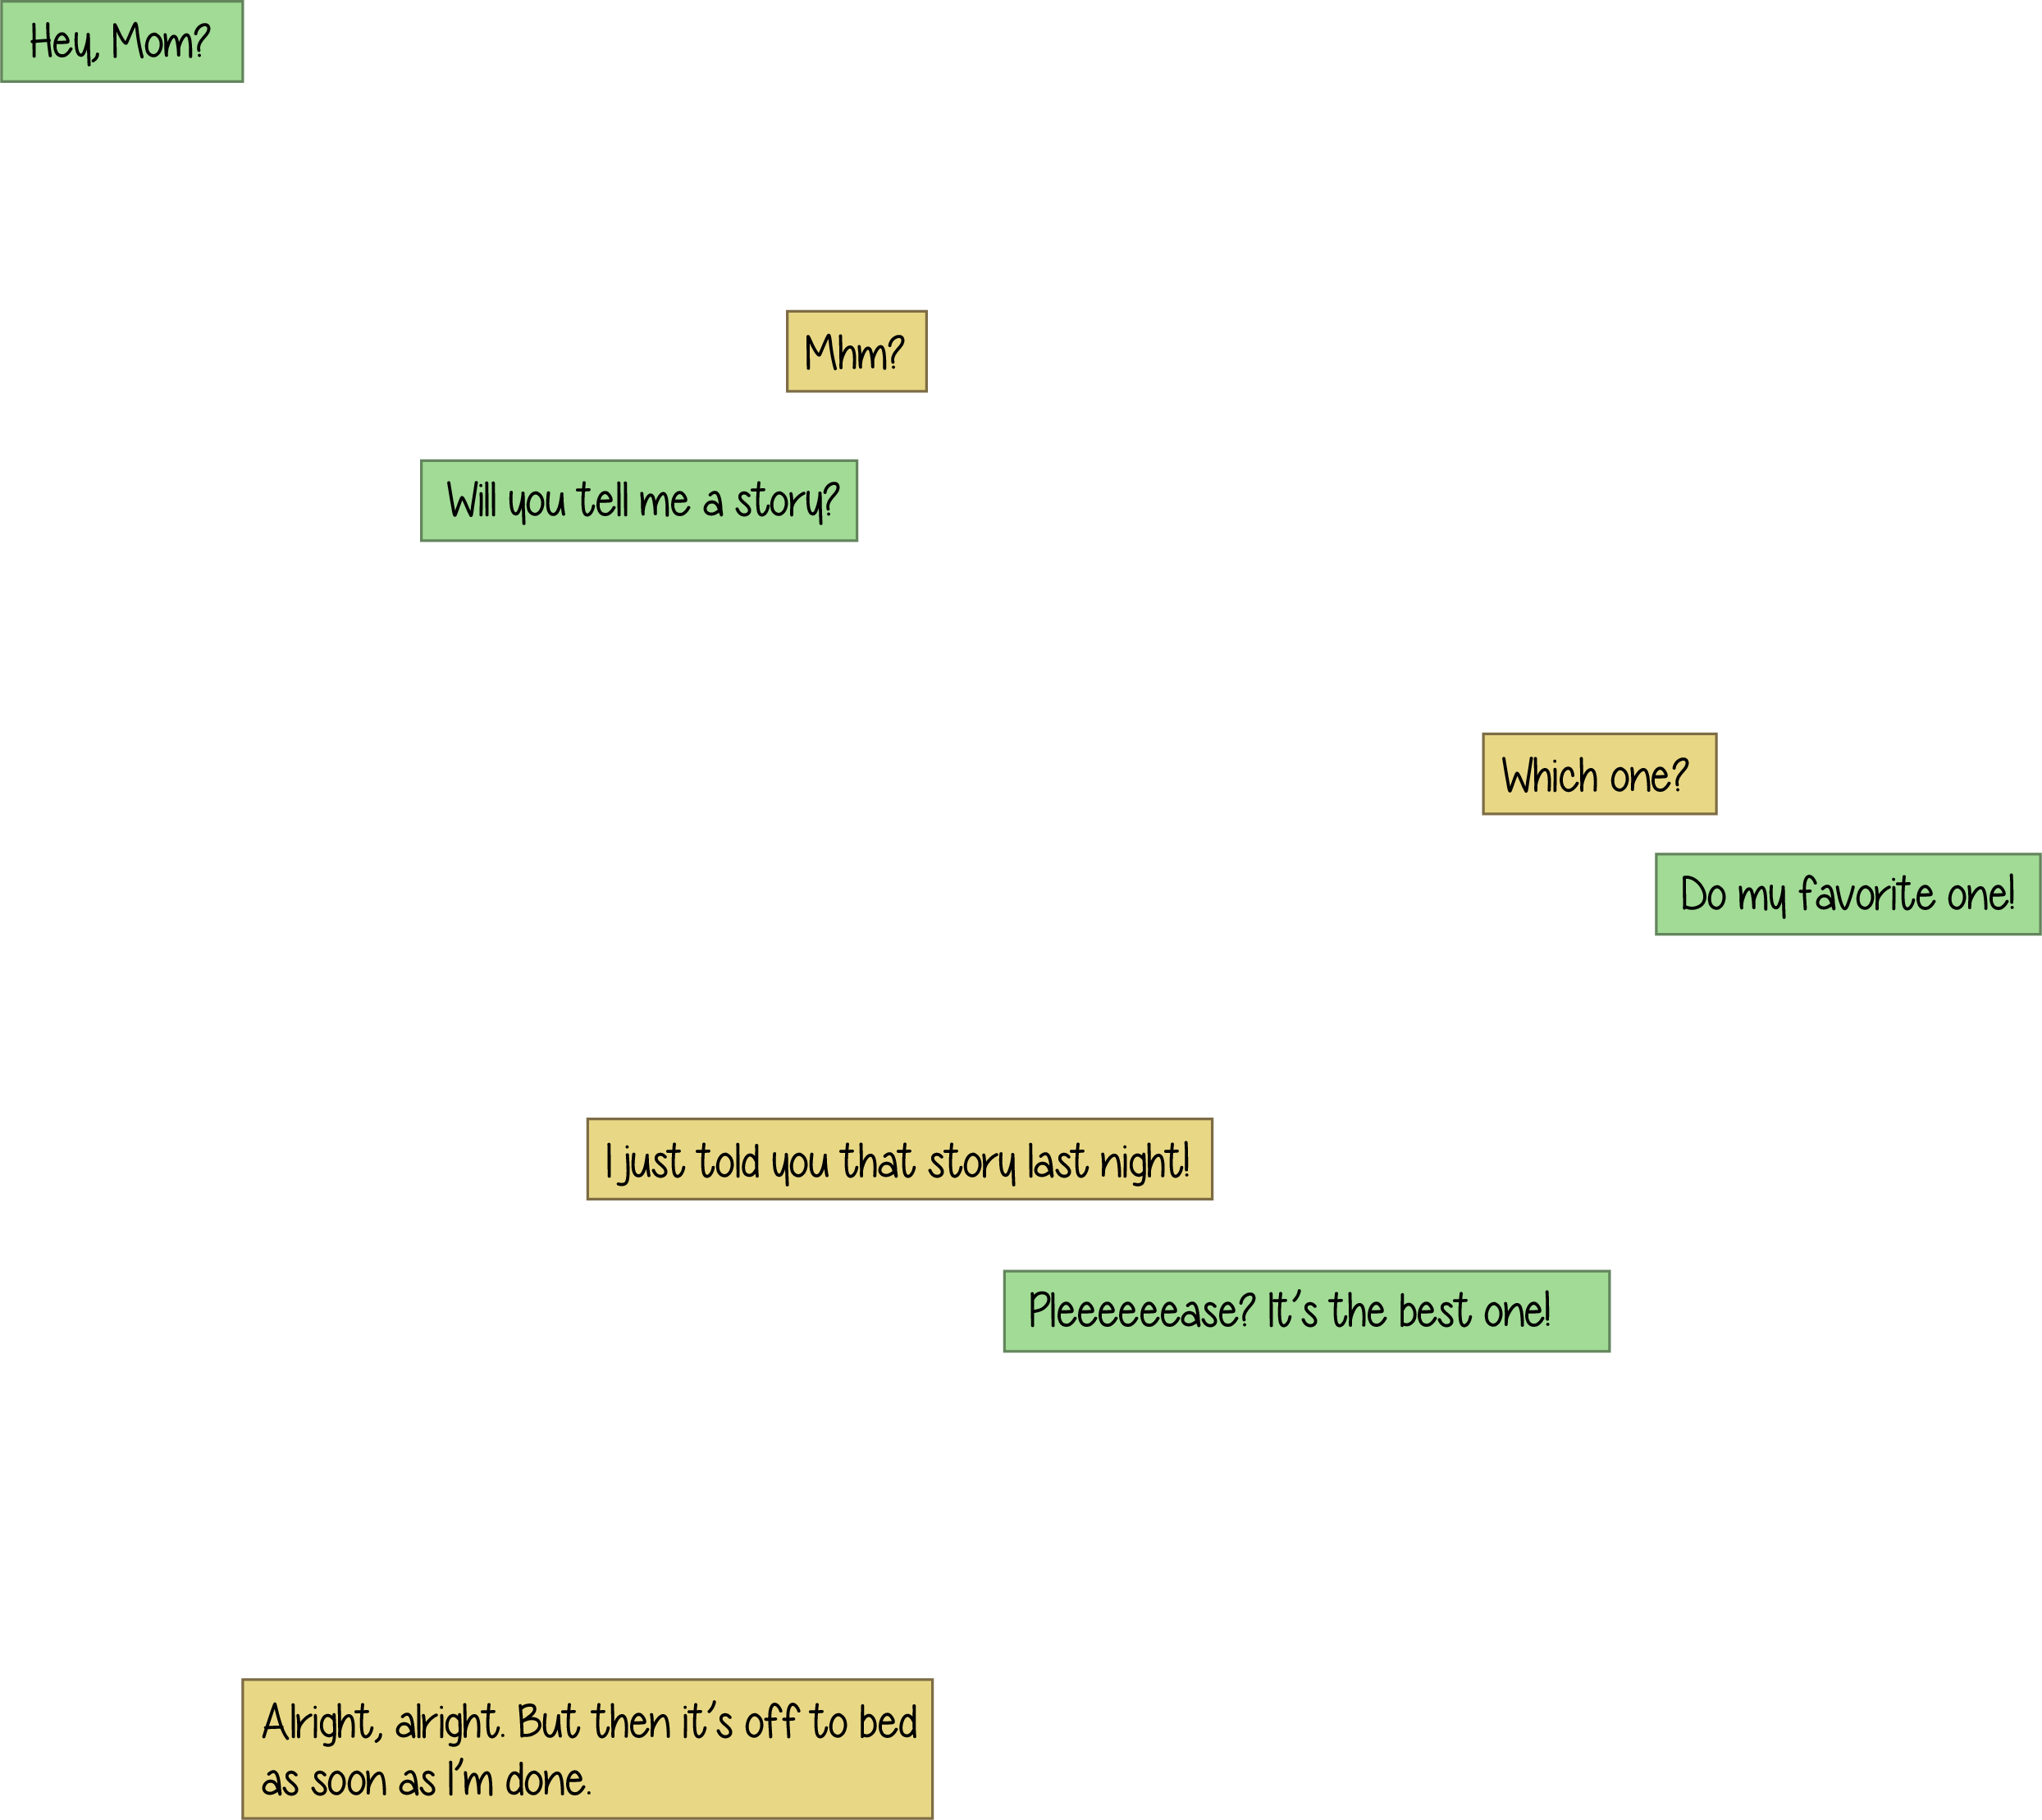 Hey, Mom?
Mhm?
Will you tell me a story?
Which one?
Do my favorite one!
I just told you that story last night!
Pleeeeeease? It's the best one!
Alright, alright. But then it's off to bed
as soon as I'm done.